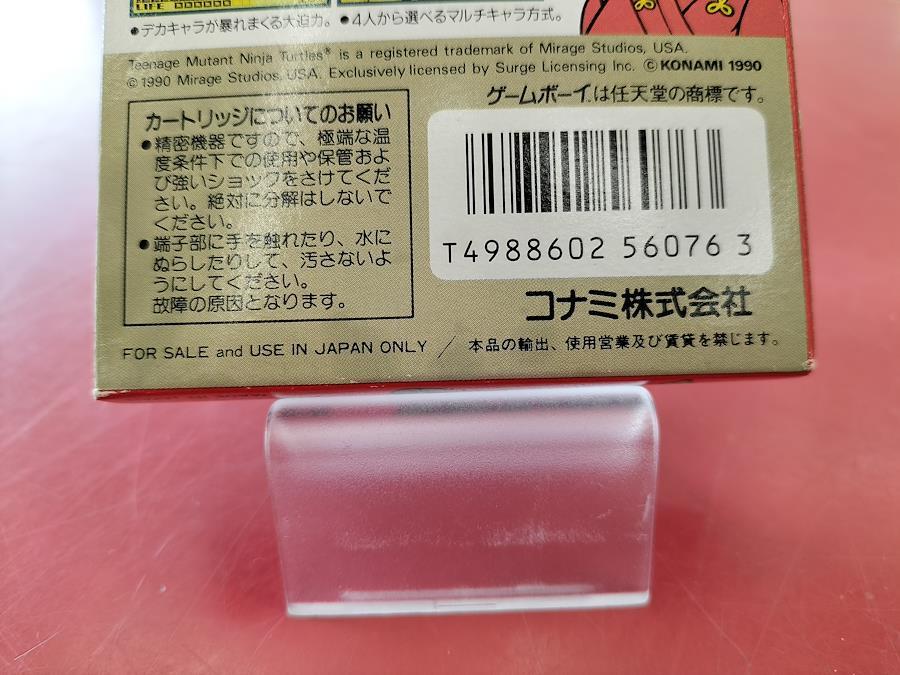 LIFE
•デカキャラが暴れまくる大迫力。 •4人から選べるマルチキャラ方式。
Teenage Mutant Ninja Turtles® is a registered trademark of Mirage Studios, USA.
©1990 Mirage Studios, USA. Exclusively licensed by Surge Licensing Inc. ©KONAMI 1990
ゲームボーイは任天堂の商標です。
カートリッジについてのお願い
•精密機器ですので、極端な温
度条件下での使用や保管およ
び強いショックをさけてくだ
さい。絶対に分解はしないで
ください。
•端子部に手を触れたり、水に
ぬらしたりして、汚さないよ
うにしてください。
故障の原因となります。
T4988602 56076 3
コナミ株式会社
FOR SALE and USE IN JAPAN ONLY / 本品の輸出、使用営業及び賃貸を禁じます。